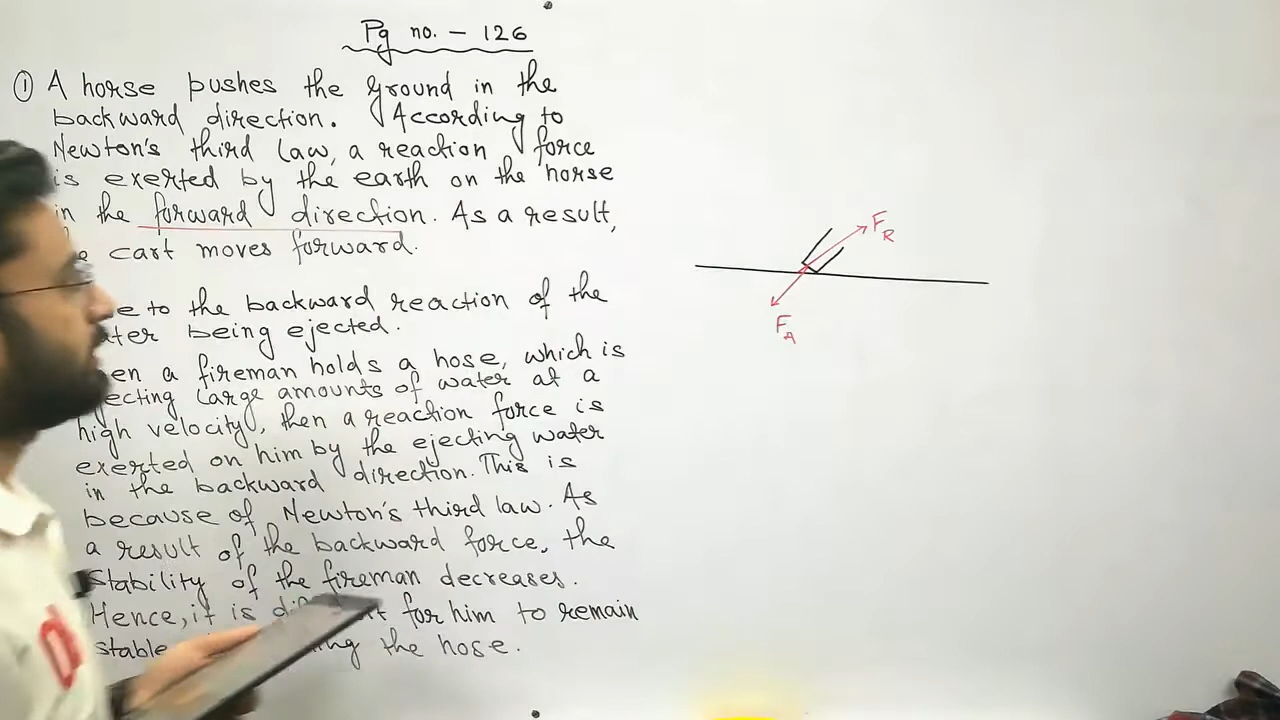 Pg no. - 126
① A horse pushes the ground in the
backward direction. According to
Newton's third law, a reaction force
is exerted by the earth on the horse
in the forward direction. As a result,
cart moves forward.
to the backward reaction of the
being ejected.
a fireman holds a hose, which is
large amounts of water at a
high velocity, then a reaction force is
exerted on him by the ejecting water
in the backward direction. This is
because of Newton's third law. As
a result of the backward force, the
stability of the fireman decreases.
Hence, it is for him to remain
stable the hose.
F_R
F_A